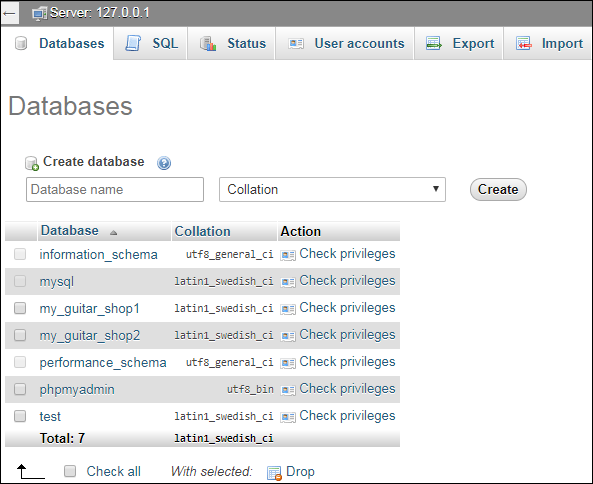 Server: 127.0.0.1
Databases SQL Status User accounts Export Import
Databases
Create database
Database name Collation Create
Database Collation Action
information_schema utf8_general_ci Check privileges
mysql latin1_swedish_ci Check privileges
my_guitar_shop1 latin1_swedish_ci Check privileges
my_guitar_shop2 latin1_swedish_ci Check privileges
performance_schema utf8_general_ci Check privileges
phpmyadmin utf8_bin Check privileges
test latin1_swedish_ci Check privileges
Total: 7 latin1_swedish_ci
Check all With selected: Drop